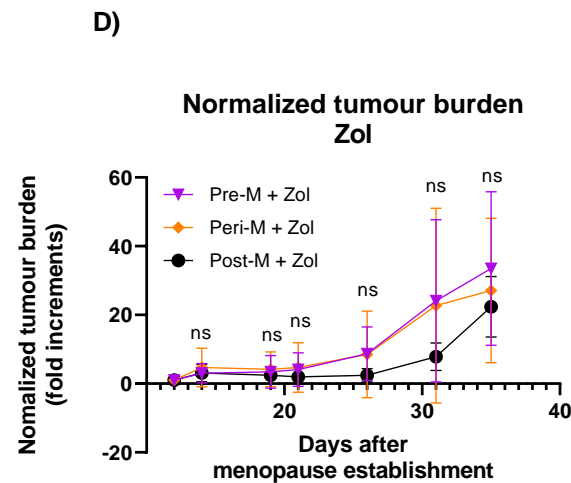 D)
Normalized tumour burden
Zol
Nomalized tumour burden
(fold increments)
60
40
20
0
-20
Pre-M + Zol
Peri-M + Zol
Post-M + Zol
ns
ns
ns
ns
ns
ns
20
30
40
Days after
menopause establishment